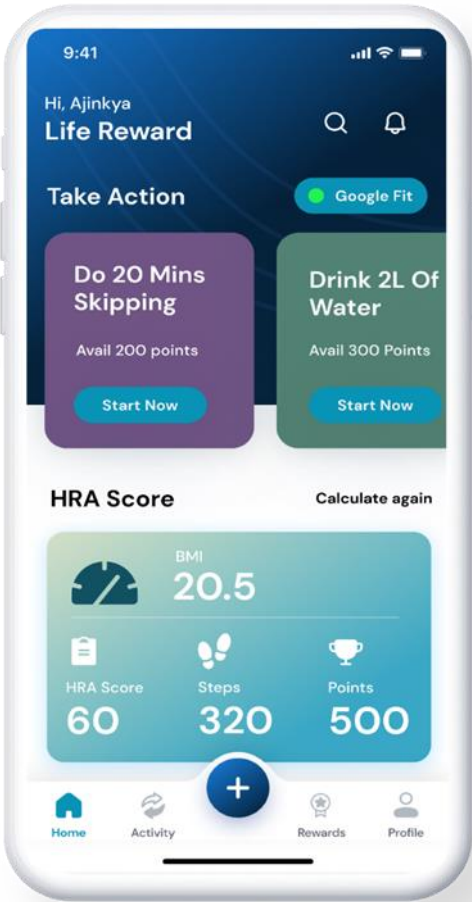 9:41
Hi, Ajinkya
Life Reward
Take Action
Google Fit
Do 20 Mins
Skipping
Avail 200 points
Start Now
Drink 2L Of
Water
Avail 300 Points
Start Now
HRA Score
Calculate again
BMI
20.5
HRA Score
60
Steps
320
Points
500
Home
Activity
Rewards
Profile